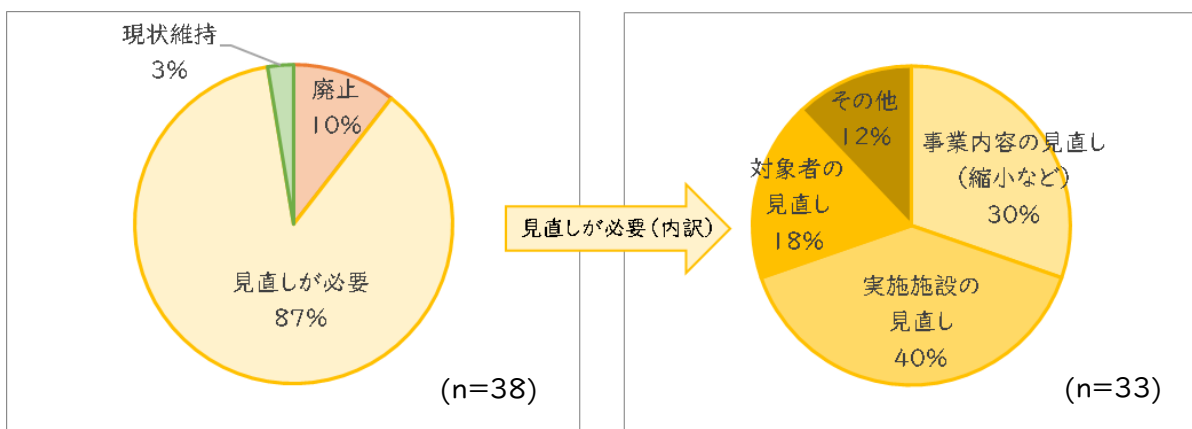 現状維持
3%
廃止
10%
見直しが必要
87%
(n=38)
見直しが必要(内訳)
その他
12%
事業内容の見直し
(縮小など)
30%
対象者の
見直し
18%
実施施設の
見直し
40%
(n=33)